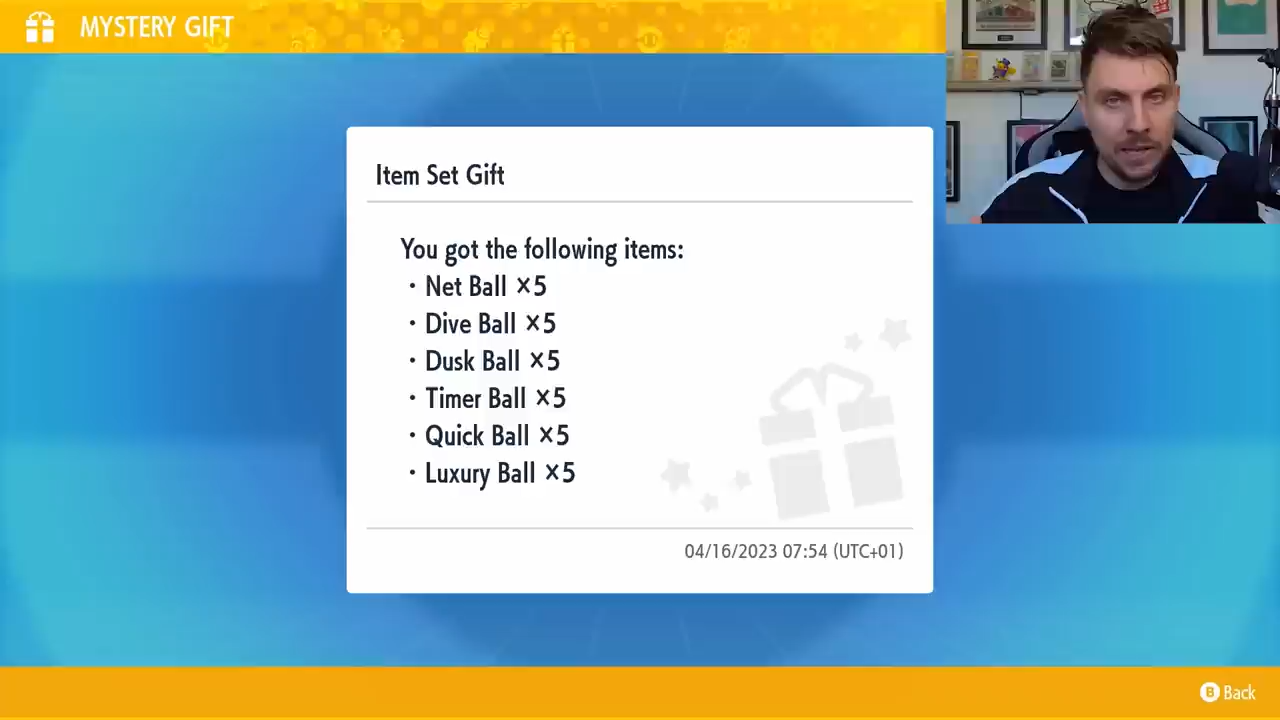 MYSTERY GIFT
Item Set Gift
You got the following items:
・Net Ball ×5
・Dive Ball ×5
・Dusk Ball ×5
・Timer Ball ×5
・Quick Ball ×5
・Luxury Ball ×5
04/16/2023 07:54 (UTC+01)
B Back